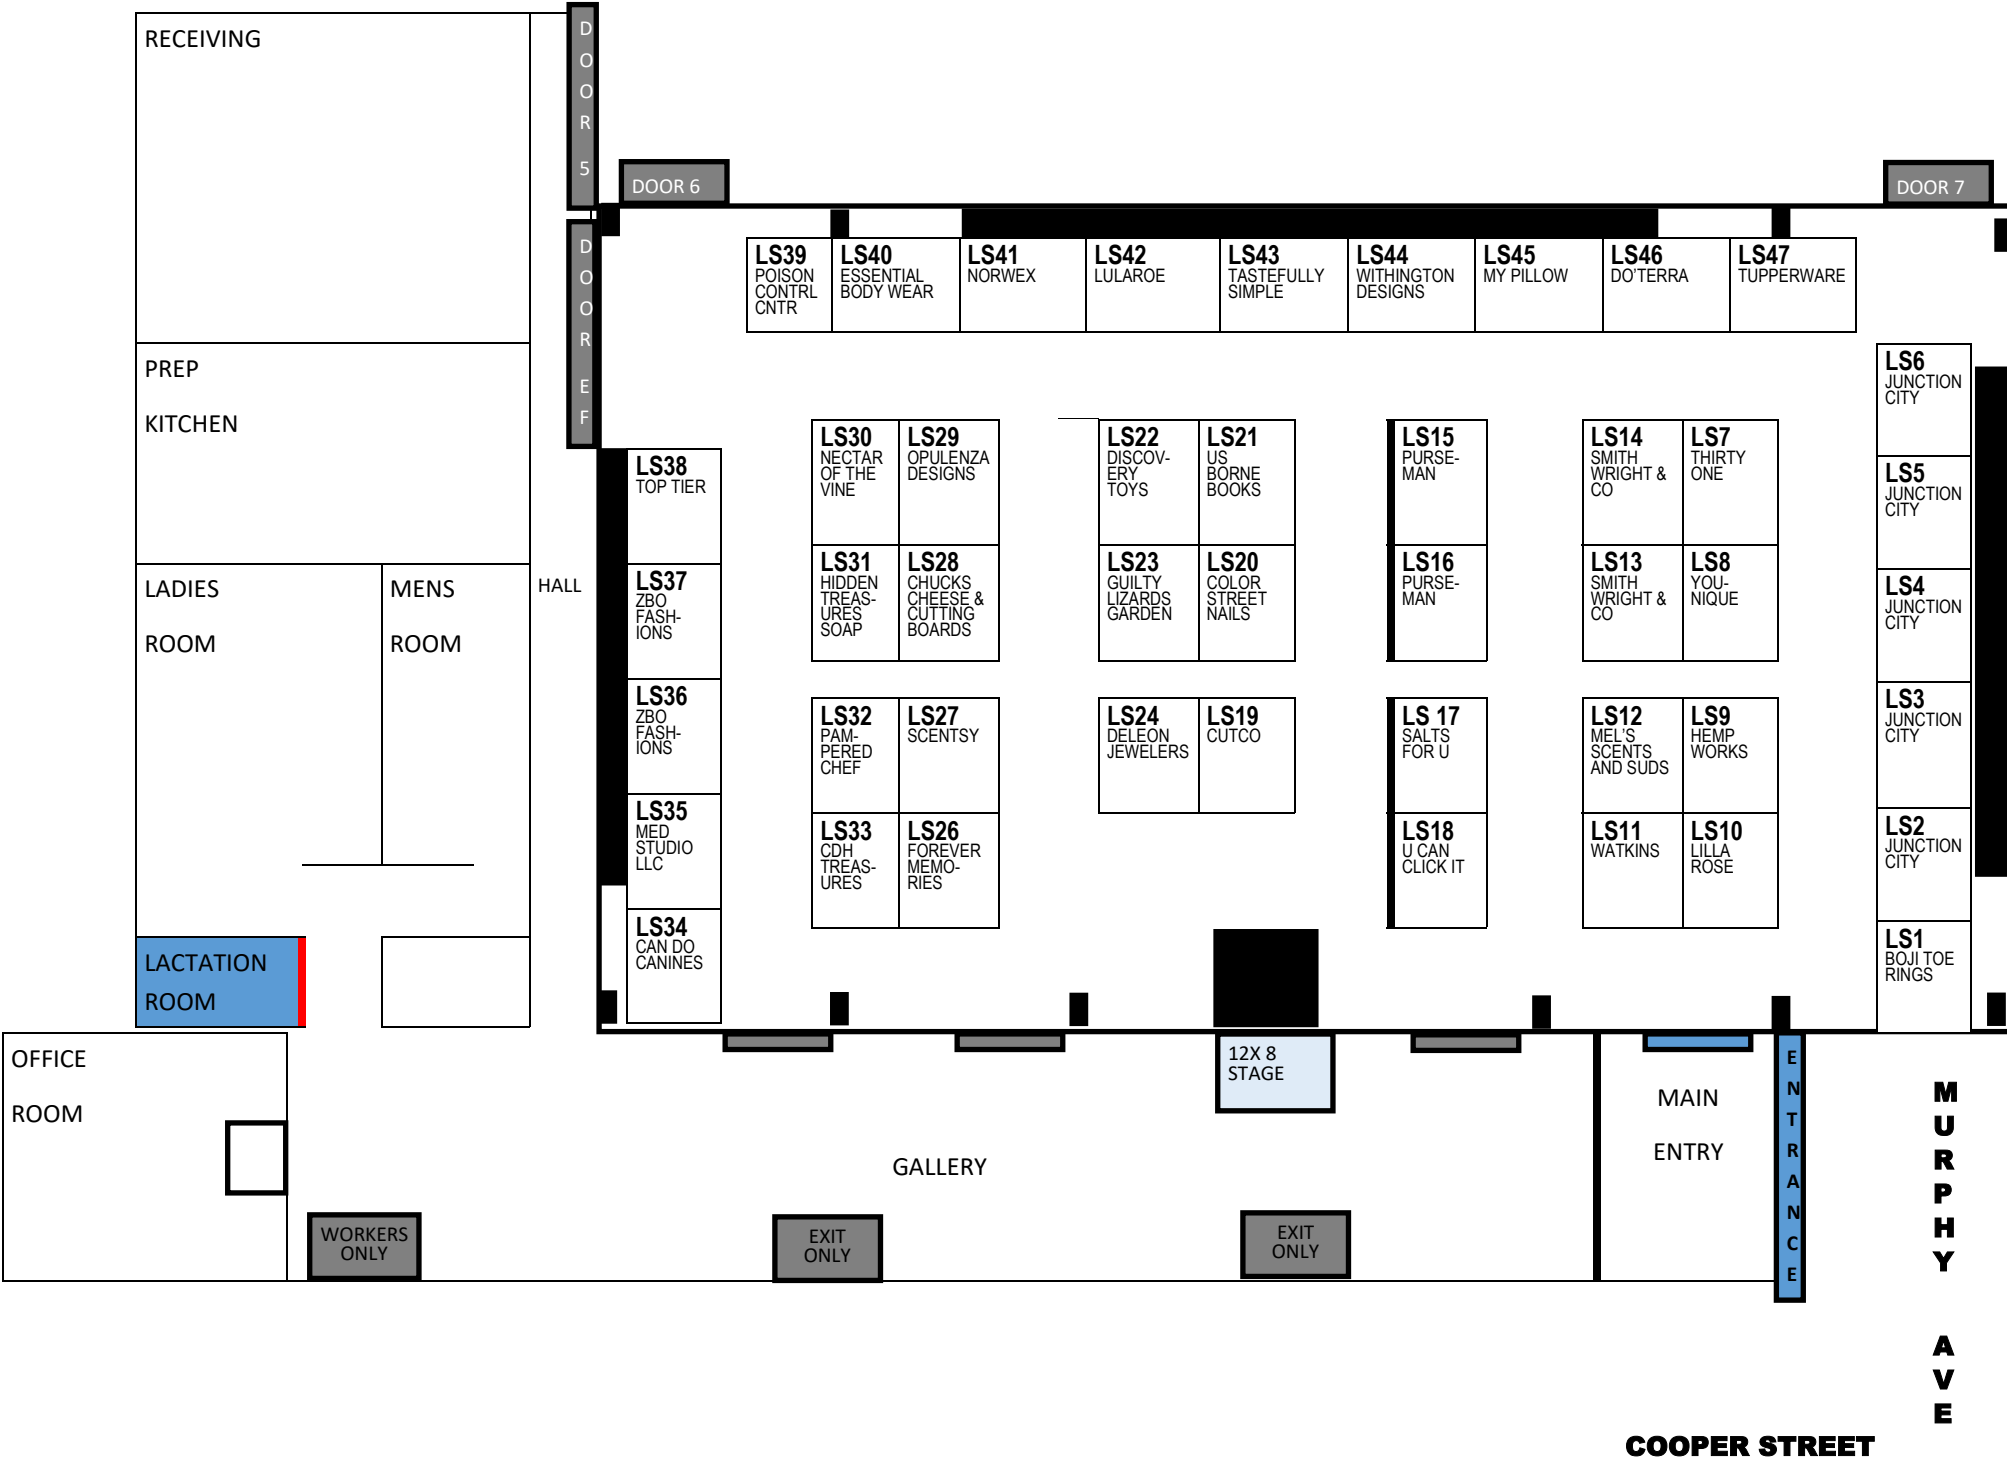 RECEIVING
DOOR 5
DOOR 6
DOOR 7
DOOR EF
LS39
POISON
CONTRL
CNTR
LS40
ESSENTIAL
BODY WEAR
LS41
NORWEX
LS42
LULAROE
LS43
TASTEFULLY
SIMPLE
LS44
WITHINGTON
DESIGNS
LS45
MY PILLOW
LS46
DO'TERRA
LS47
TUPPERWARE
PREP
KITCHEN
LADIES
ROOM
MENS
ROOM
HALL
LS38
TOP TIER
LS37
ZBO
FASH-
IONS
LS36
ZBO
FASH-
IONS
LS35
MED
STUDIO
LLC
LS34
CAN DO
CANINES
LS30
NECTAR
OF THE
VINE
LS29
OPULENZA
DESIGNS
LS31
HIDDEN
TREAS-
URES
SOAP
LS28
CHUCKS
CHEESE &
CUTTING
BOARDS
LS32
PAM-
PERED
CHEF
LS27
SCENTSY
LS33
CDH
TREAS-
URES
LS26
FOREVER
MEMO-
RIES
LS22
DISCOV-
ERY
TOYS
LS21
US
BORNE
BOOKS
LS23
GUILTY
LIZARDS
GARDEN
LS20
COLOR
STREET
NAILS
LS24
DELEON
JEWELERS
LS19
CUTCO
LS15
PURSE-
MAN
LS16
PURSE-
MAN
LS 17
SALTS
FOR U
LS18
U CAN
CLICK IT
LS14
SMITH
WRIGHT &
CO
LS7
THIRTY
ONE
LS13
SMITH
WRIGHT &
CO
LS8
YOU-
NIQUE
LS12
MEL'S
SCENTS
AND SUDS
LS9
HEMP
WORKS
LS11
WATKINS
LS10
LILLA
ROSE
LS6
JUNCTION
CITY
LS5
JUNCTION
CITY
LS4
JUNCTION
CITY
LS3
JUNCTION
CITY
LS2
JUNCTION
CITY
LS1
BOJI TOE
RINGS
LACTATION
ROOM
OFFICE
ROOM
12X 8
STAGE
GALLERY
MAIN
ENTRY
ENTRANCE
WORKERS
ONLY
EXIT
ONLY
EXIT
ONLY
MURPHY AVE
COOPER STREET